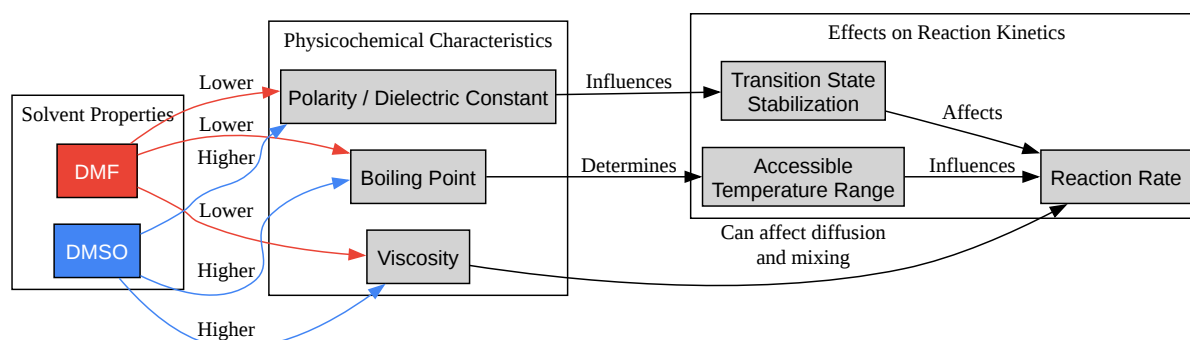 Solvent Properties
DMF
DMSO
Lower
Lower
Higher
Lower
Higher
Higher
Physicochemical Characteristics
Polarity / Dielectric Constant
Boiling Point
Viscosity
Influences
Determines
Can affect diffusion
and mixing
Effects on Reaction Kinetics
Transition State
Stabilization
Accessible
Temperature Range
Affects
Influences
Reaction Rate